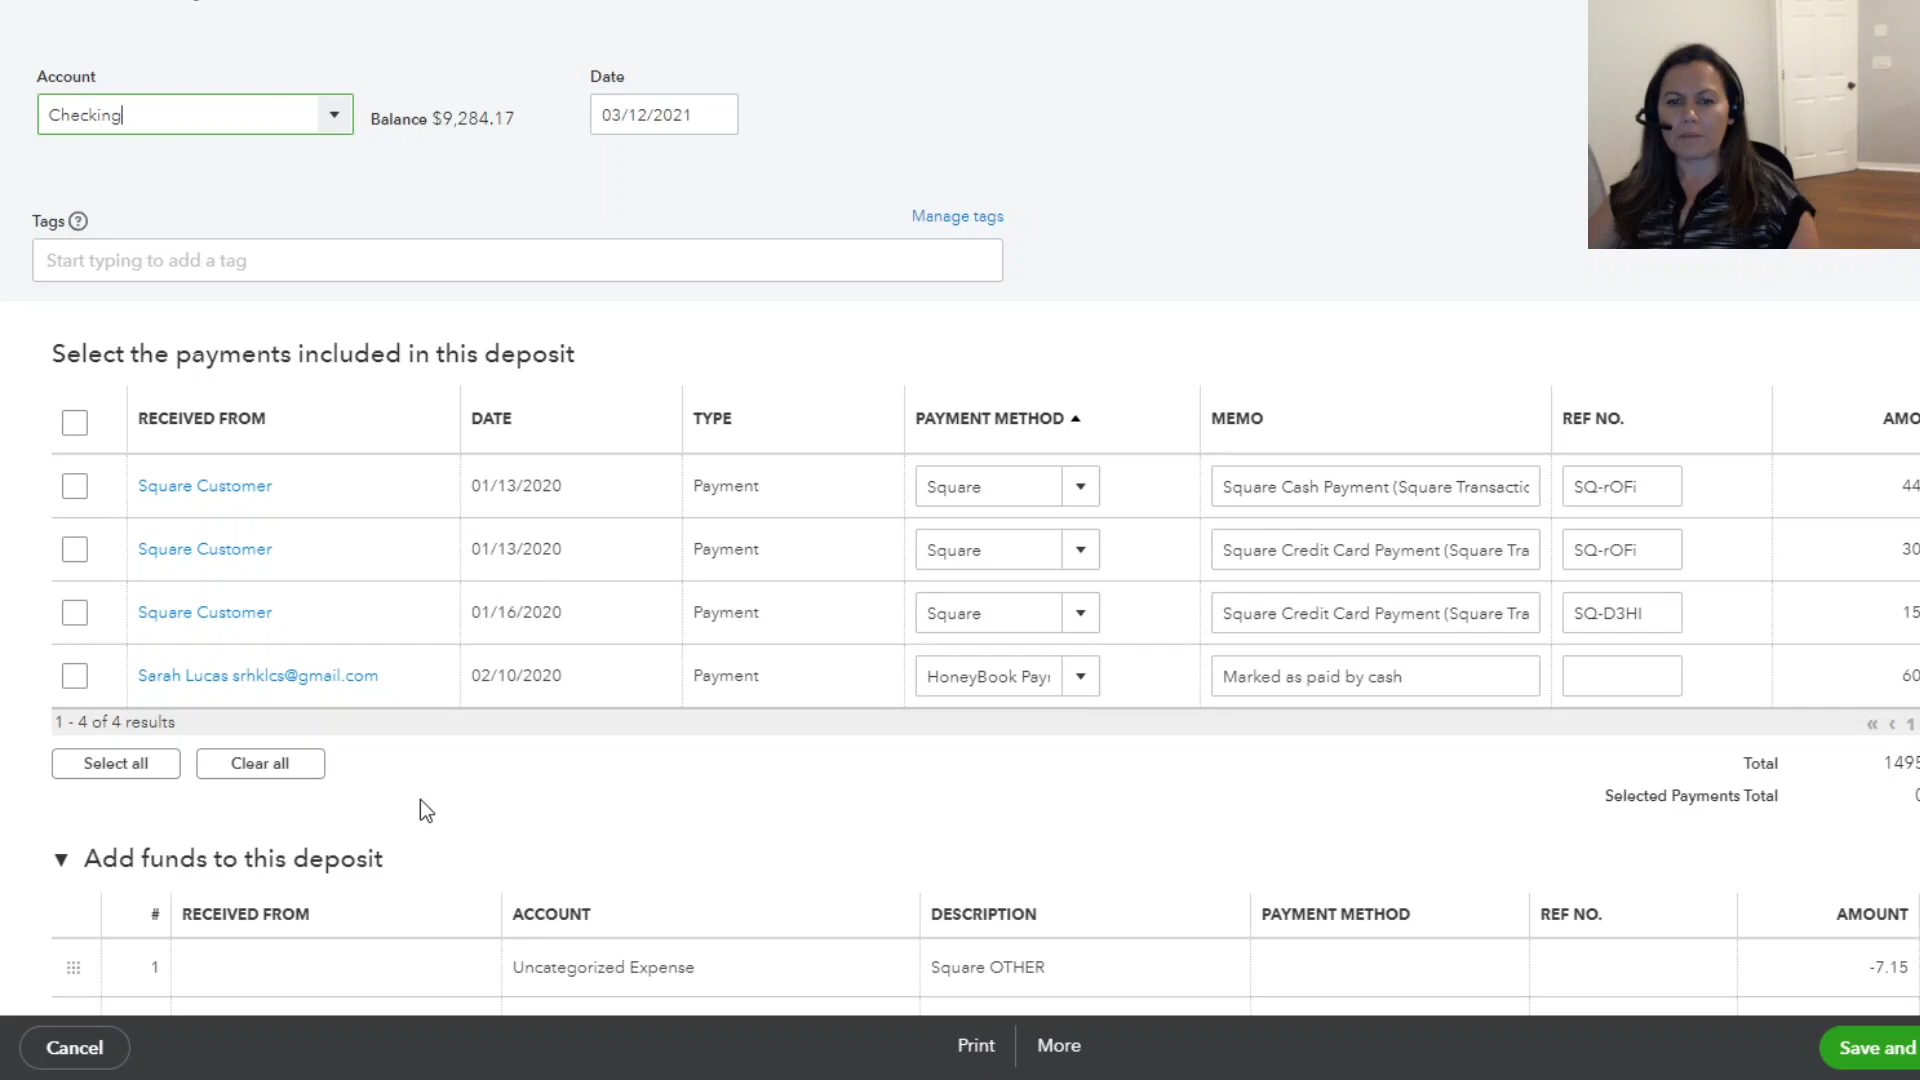 Account
Date
Checking
Balance $9,284.17
03/12/2021
Tags ?
Manage tags
Start typing to add a tag
Select the payments included in this deposit
RECEIVED FROM DATE TYPE PAYMENT METHOD MEMO REF NO. AMO
Square Customer 01/13/2020 Payment Square Square Cash Payment (Square Transactic SQ-rOFi 44
Square Customer 01/13/2020 Payment Square Square Credit Card Payment (Square Tra SQ-rOFi 30
Square Customer 01/16/2020 Payment Square Square Credit Card Payment (Square Tra SQ-D3HI 15
Sarah Lucas srhklcs@gmail.com 02/10/2020 Payment HoneyBook Pay Marked as paid by cash 60
1 - 4 of 4 results « ‹ 1
Select all Clear all Total 1495
Selected Payments Total
Add funds to this deposit
# RECEIVED FROM ACCOUNT DESCRIPTION PAYMENT METHOD REF NO. AMOUNT
1 Uncategorized Expense Square OTHER -7.15
Cancel Print More Save and